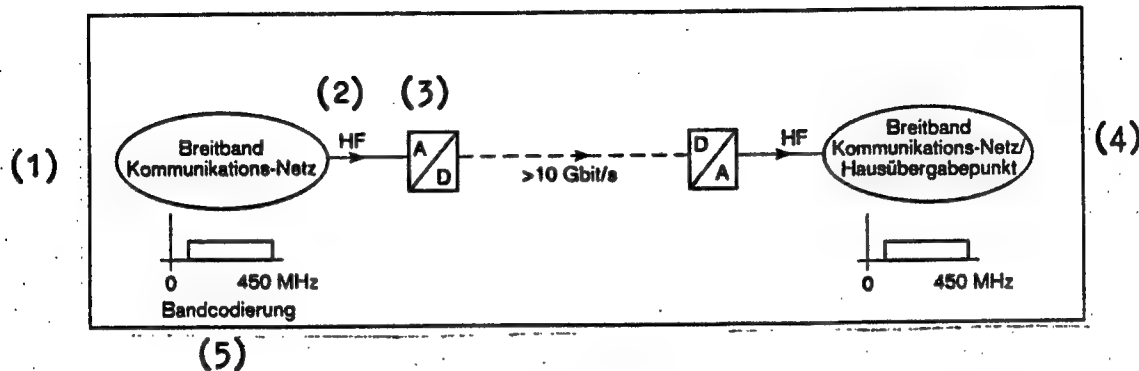 (1)
Breitband
Kommunikations-Netz
(2)
HF
(3)
A
D
>10 Gbit/s
D
A
HF
Breitband
Kommunikations-Netz/
Hausübergabepunkt
(4)
0
450 MHz
Bandcodierung
(5)
0
450 MHz